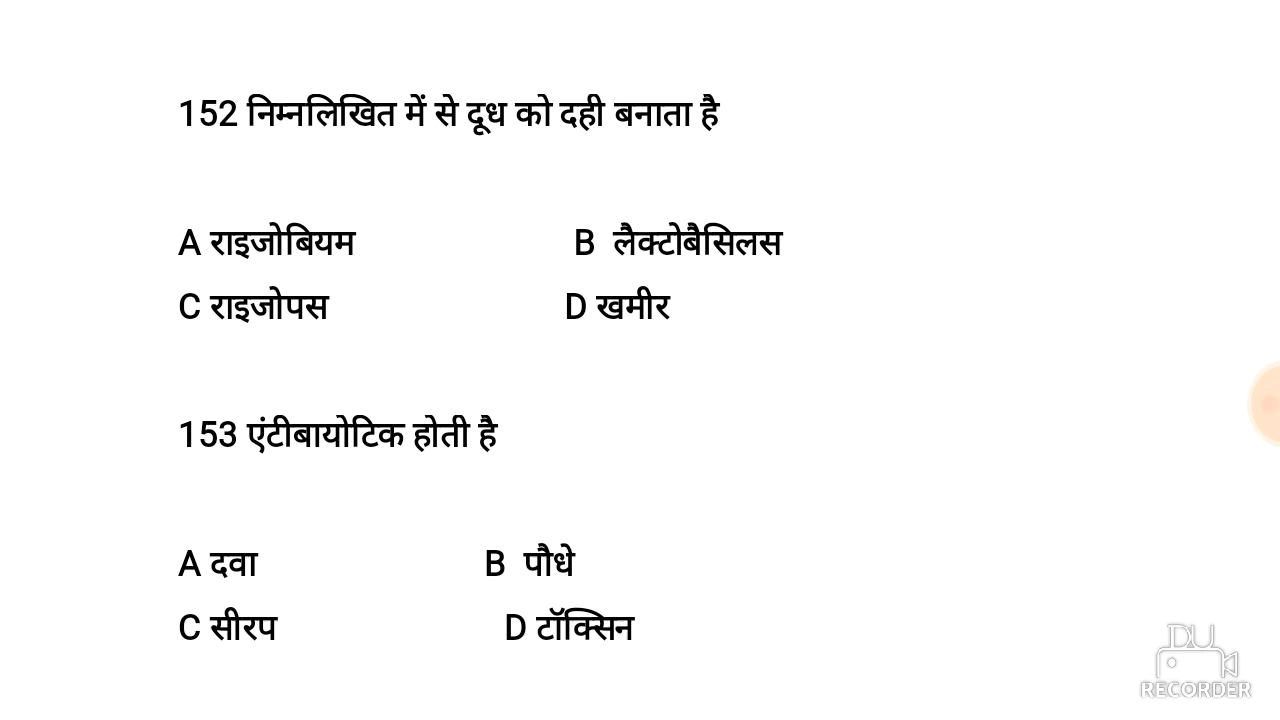 152 निम्नलिखित में से दूध को दही बनाता है
A राइजोबियम B लैक्टोबैसिलस
C राइजोपस D खमीर
153 एंटीबायोटिक होती है
A दवा B पौधे
C सीरप D टॉक्सिन
DU
RECORDER